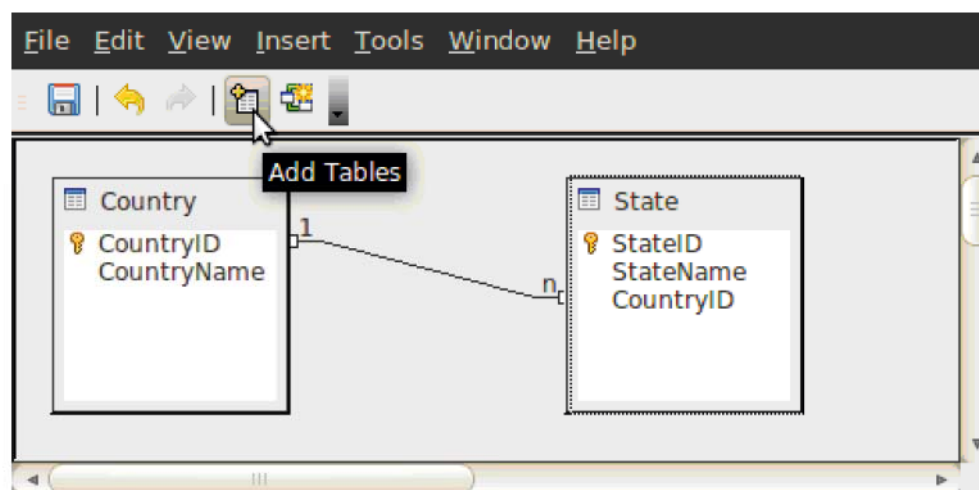 File Edit View Insert Tools Window Help
Add Tables
Country
CountryID
CountryName
1
n
State
StateID
StateName
CountryID